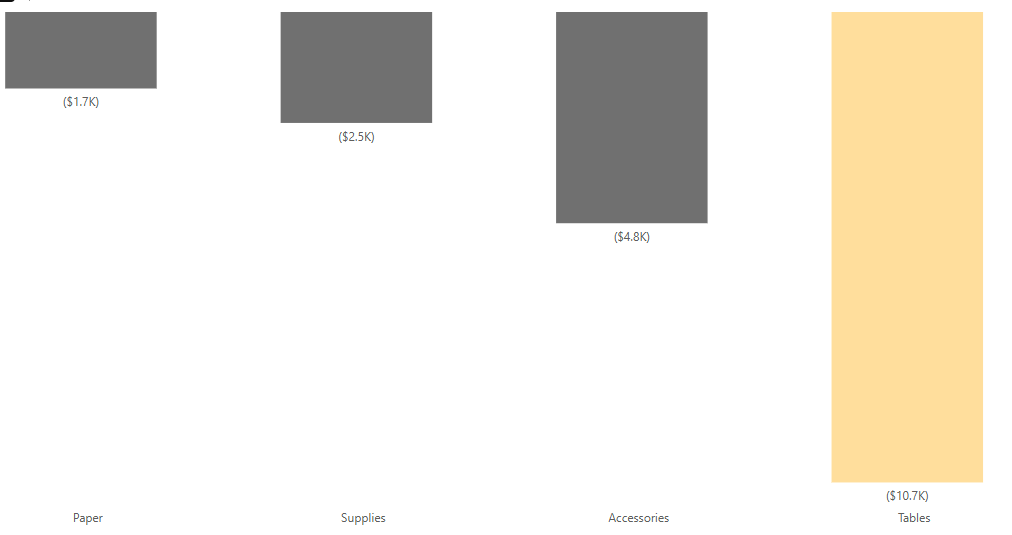 ($1.7K)
($2.5K)
($4.8K)
($10.7K)
Paper
Supplies
Accessories
Tables